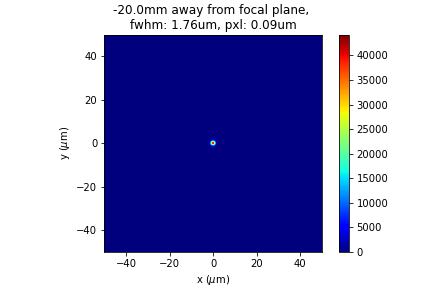 -20.0mm away from focal plane,
fwhm: 1.76um, pxl: 0.09um
40
20
0
−20
−40
y (μm)
−40 −20 0 20 40
x (μm)
40000
35000
30000
25000
20000
15000
10000
5000
0